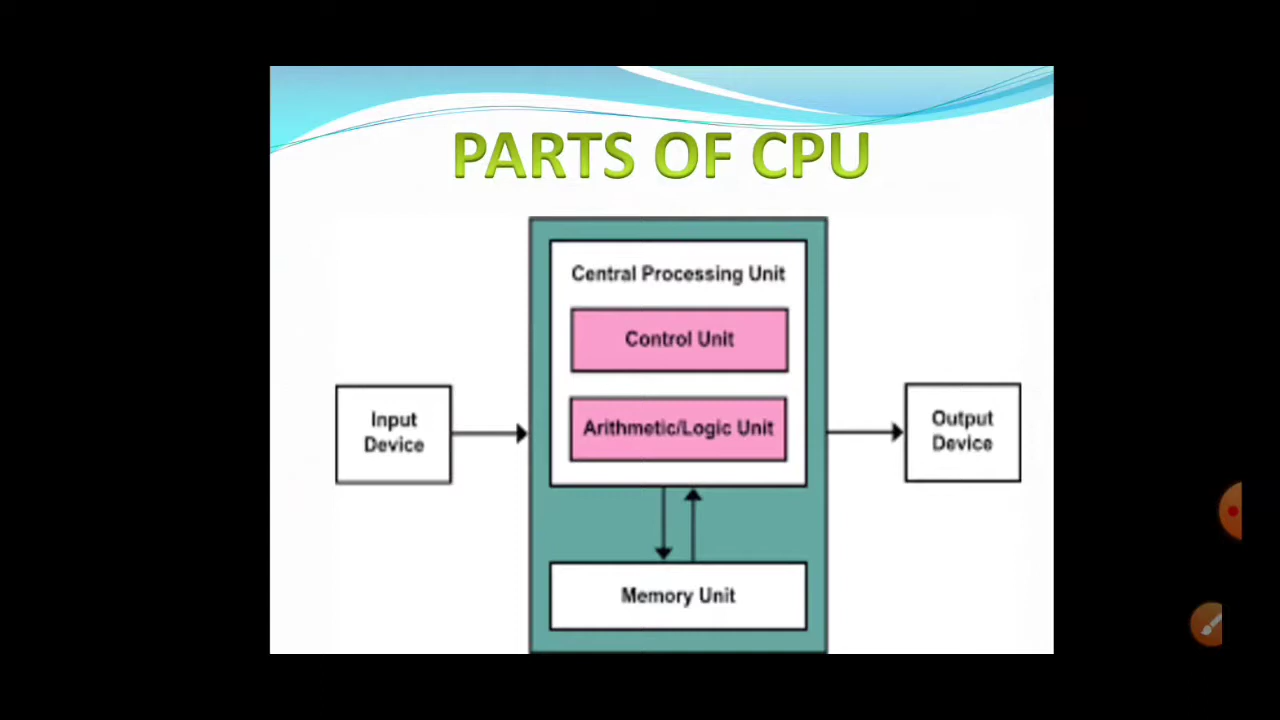 PARTS OF CPU
Central Processing Unit
Control Unit
Arithmetic/Logic Unit
Input
Device
Output
Device
Memory Unit